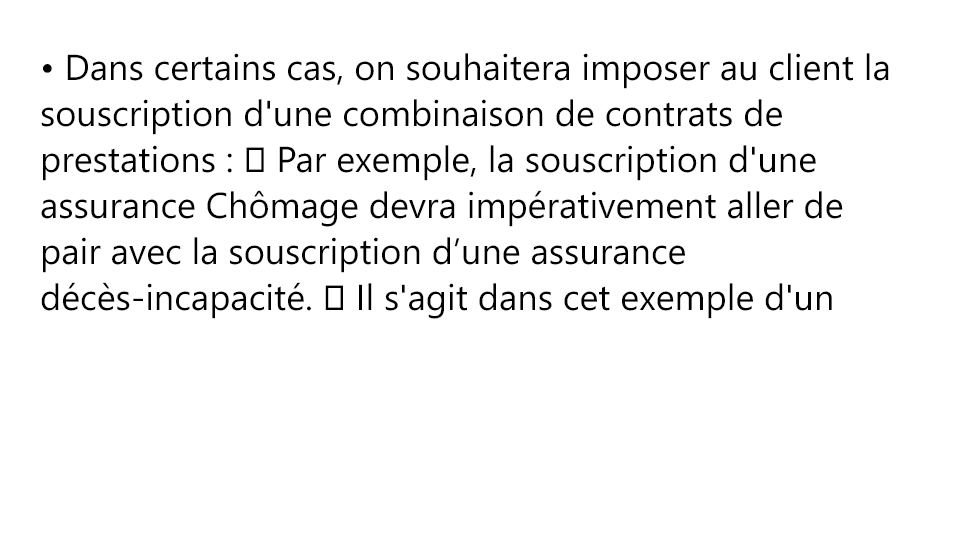 • Dans certains cas, on souhaitera imposer au client la
souscription d'une combinaison de contrats de
prestations :  Par exemple, la souscription d'une
assurance Chômage devra impérativement aller de
pair avec la souscription d’une assurance
décès-incapacité.  Il s'agit dans cet exemple d'un